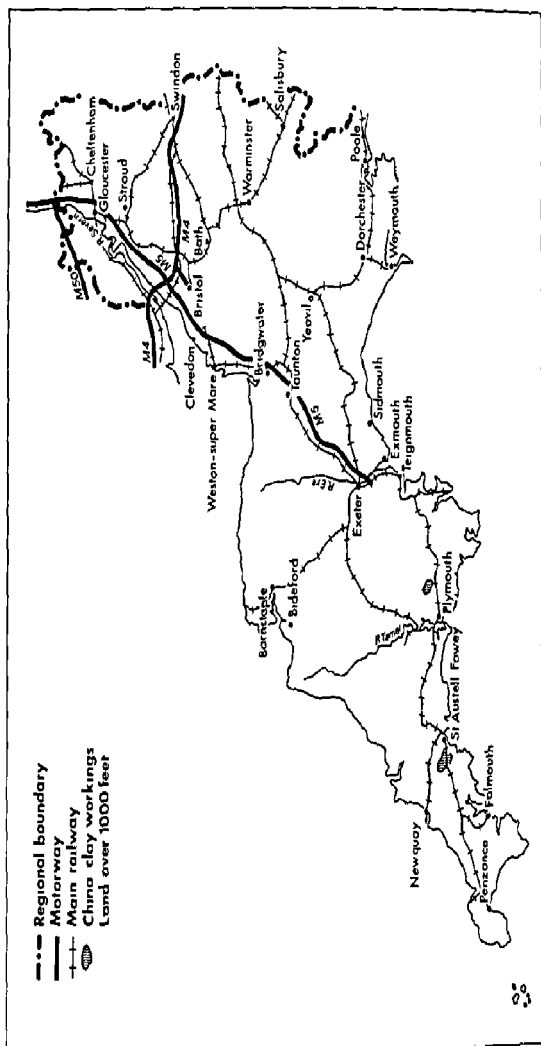 Regional boundary
Motorway
Main railway
China clay workings
Land over 1000 feet
Cheltenham
Gloucester
Stroud
Swindon
R Severn
M50
M5
M4
M4
Bath
Bristol
Clevedon
Weston-super Mare
Warminster
Salisbury
Bridgwater
Taunton
M5
Yeovil
Dorchester
Poole
Weymouth
Sidmouth
Exmouth
Teignmouth
R Exe
Exeter
Barnstaple
Bideford
R Tamar
Plymouth
Fowey
St Austell
Newquay
Falmouth
Penzance